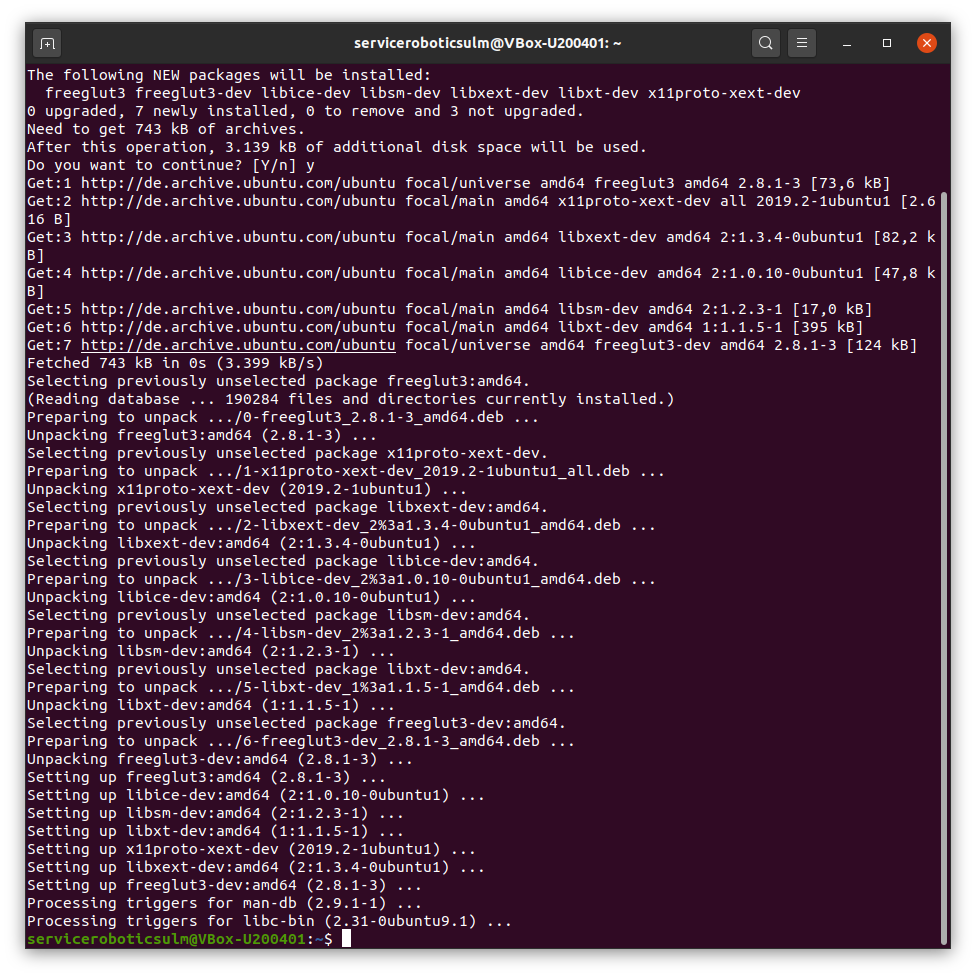 serviceroboticsulm@VBox-U200401: ~
The following NEW packages will be installed:
  freeglut3 freeglut3-dev libice-dev libsm-dev libxext-dev libxt-dev x11proto-xext-dev
0 upgraded, 7 newly installed, 0 to remove and 3 not upgraded.
Need to get 743 kB of archives.
After this operation, 3.139 kB of additional disk space will be used.
Do you want to continue? [Y/n] y
Get:1 http://de.archive.ubuntu.com/ubuntu focal/universe amd64 freeglut3 amd64 2.8.1-3 [73,6 kB]
Get:2 http://de.archive.ubuntu.com/ubuntu focal/main amd64 x11proto-xext-dev all 2019.2-1ubuntu1 [2.6
16 B]
Get:3 http://de.archive.ubuntu.com/ubuntu focal/main amd64 libxext-dev amd64 2:1.3.4-0ubuntu1 [82,2 k
B]
Get:4 http://de.archive.ubuntu.com/ubuntu focal/main amd64 libice-dev amd64 2:1.0.10-0ubuntu1 [47,8 k
B]
Get:5 http://de.archive.ubuntu.com/ubuntu focal/main amd64 libsm-dev amd64 2:1.2.3-1 [17,0 kB]
Get:6 http://de.archive.ubuntu.com/ubuntu focal/main amd64 libxt-dev amd64 1:1.1.5-1 [395 kB]
Get:7 http://de.archive.ubuntu.com/ubuntu focal/universe amd64 freeglut3-dev amd64 2.8.1-3 [124 kB]
Fetched 743 kB in 0s (3.399 kB/s)
Selecting previously unselected package freeglut3:amd64.
(Reading database ... 190284 files and directories currently installed.)
Preparing to unpack .../0-freeglut3_2.8.1-3_amd64.deb ...
Unpacking freeglut3:amd64 (2.8.1-3) ...
Selecting previously unselected package x11proto-xext-dev.
Preparing to unpack .../1-x11proto-xext-dev_2019.2-1ubuntu1_all.deb ...
Unpacking x11proto-xext-dev (2019.2-1ubuntu1) ...
Selecting previously unselected package libxext-dev:amd64.
Preparing to unpack .../2-libxext-dev_2%3a1.3.4-0ubuntu1_amd64.deb ...
Unpacking libxext-dev:amd64 (2:1.3.4-0ubuntu1) ...
Selecting previously unselected package libice-dev:amd64.
Preparing to unpack .../3-libice-dev_2%3a1.0.10-0ubuntu1_amd64.deb ...
Unpacking libice-dev:amd64 (2:1.0.10-0ubuntu1) ...
Selecting previously unselected package libsm-dev:amd64.
Preparing to unpack .../4-libsm-dev_2%3a1.2.3-1_amd64.deb ...
Unpacking libsm-dev:amd64 (2:1.2.3-1) ...
Selecting previously unselected package libxt-dev:amd64.
Preparing to unpack .../5-libxt-dev_1%3a1.1.5-1_amd64.deb ...
Unpacking libxt-dev:amd64 (1:1.1.5-1) ...
Selecting previously unselected package freeglut3-dev:amd64.
Preparing to unpack .../6-freeglut3-dev_2.8.1-3_amd64.deb ...
Unpacking freeglut3-dev:amd64 (2.8.1-3) ...
Setting up freeglut3:amd64 (2.8.1-3) ...
Setting up libice-dev:amd64 (2:1.0.10-0ubuntu1) ...
Setting up libsm-dev:amd64 (2:1.2.3-1) ...
Setting up libxt-dev:amd64 (1:1.1.5-1) ...
Setting up x11proto-xext-dev (2019.2-1ubuntu1) ...
Setting up libxext-dev:amd64 (2:1.3.4-0ubuntu1) ...
Setting up freeglut3-dev:amd64 (2.8.1-3) ...
Processing triggers for man-db (2.9.1-1) ...
Processing triggers for libc-bin (2.31-0ubuntu9.1) ...
serviceroboticsulm@VBox-U200401:~$